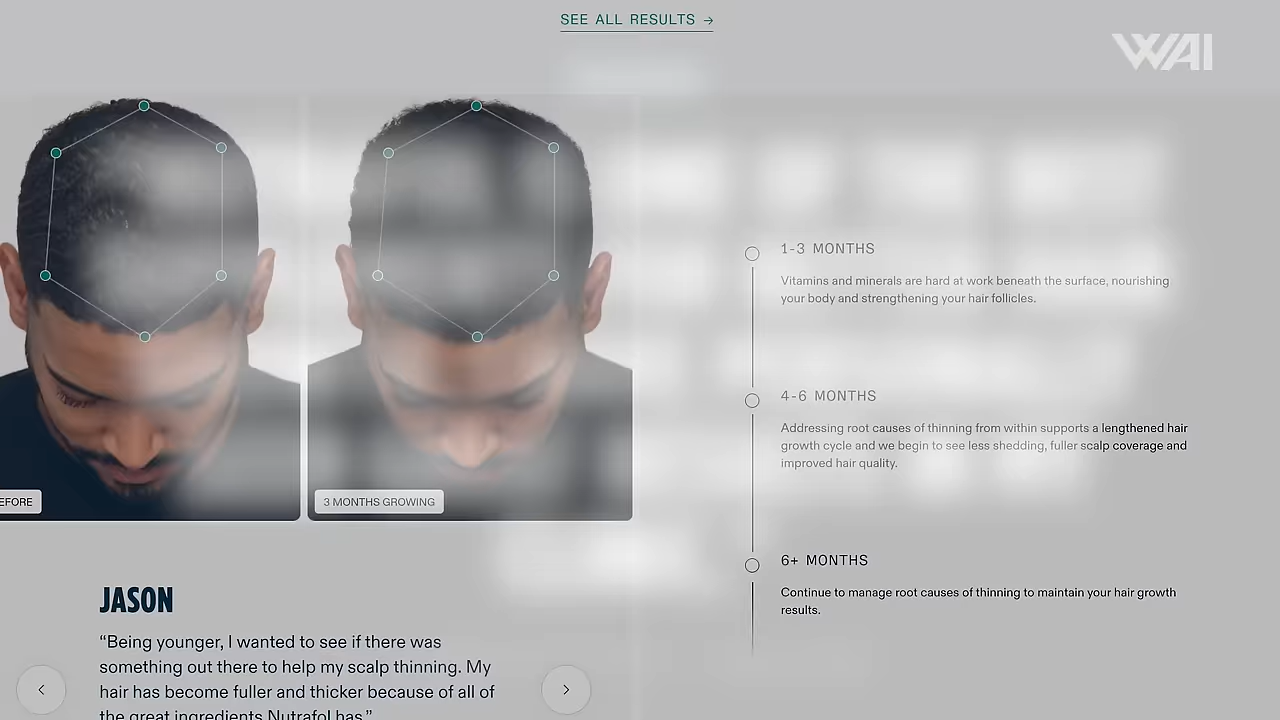 SEE ALL RESULTS →
WAI
EFORE
3 MONTHS GROWING
JASON
“Being younger, I wanted to see if there was
something out there to help my scalp thinning. My
hair has become fuller and thicker because of all of
the great ingredients Nutrafol has.”
1-3 MONTHS
Vitamins and minerals are hard at work beneath the surface, nourishing
your body and strengthening your hair follicles.
4-6 MONTHS
Addressing root causes of thinning from within supports a lengthened hair
growth cycle and we begin to see less shedding, fuller scalp coverage and
improved hair quality.
6+ MONTHS
Continue to manage root causes of thinning to maintain your hair growth
results.